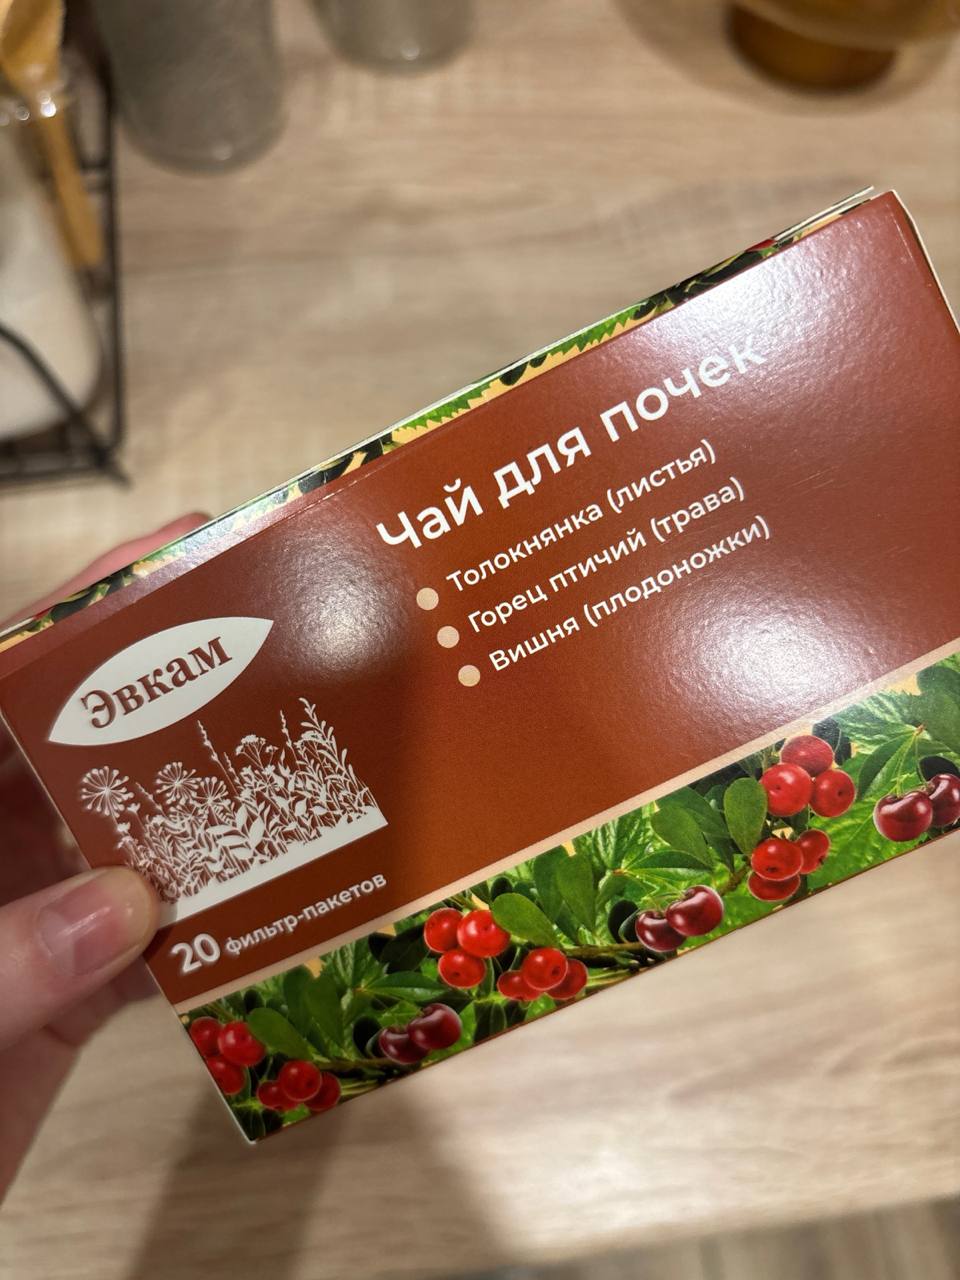 Чай для почек
Толокнянка (листья)
Горец птичий (трава)
Вишня (плодоножки)
Эвкам
20 фильтр-пакетов